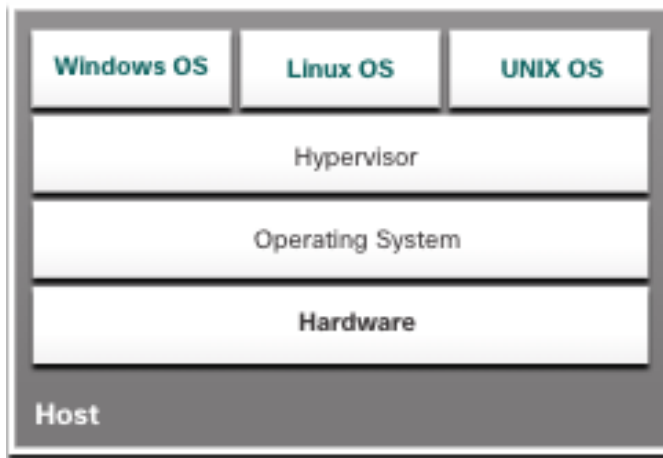 Windows OS Linux OS UNIX OS
Hypervisor
Operating System
Hardware
Host